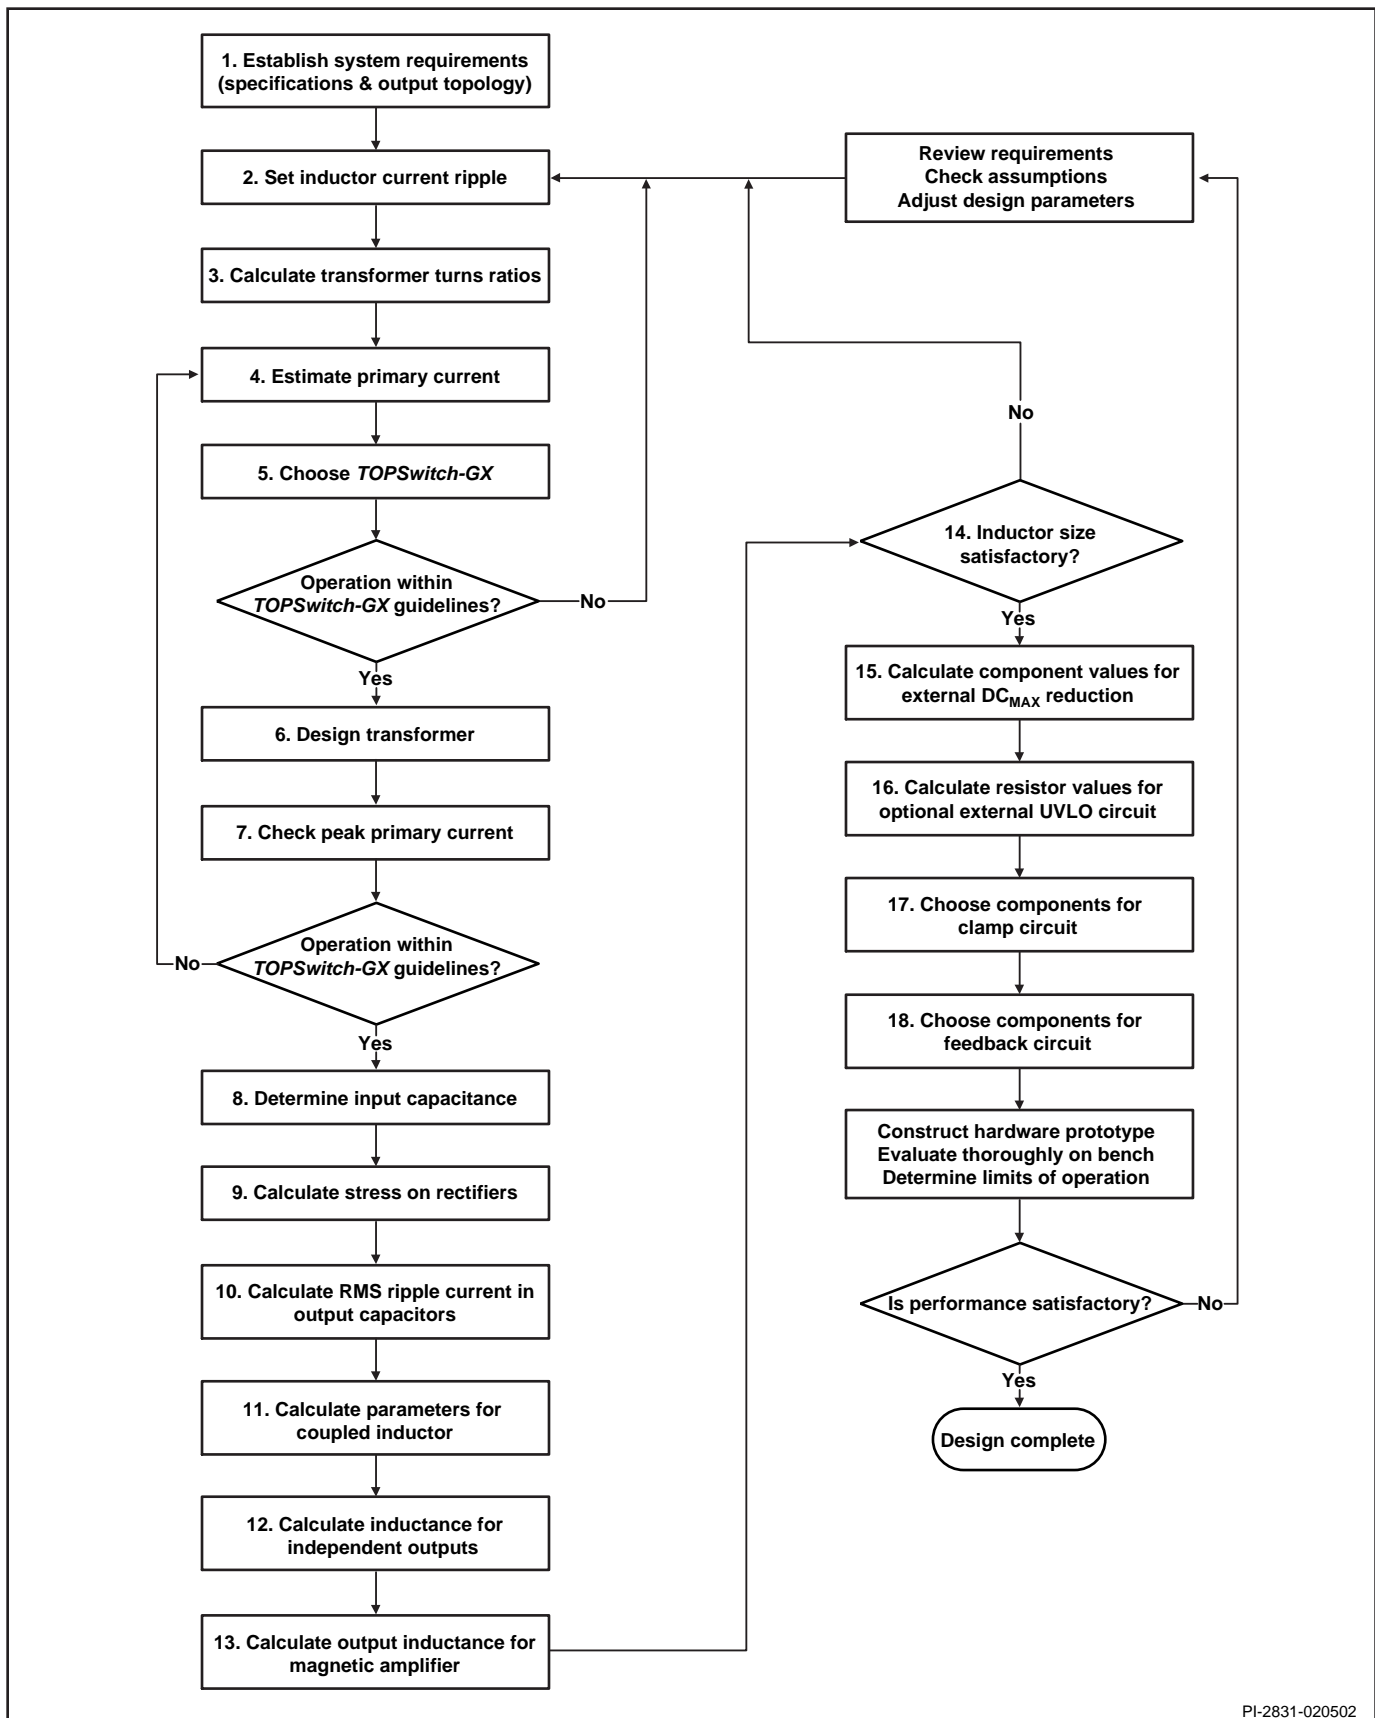 1. Establish system requirements
(specifications & output topology)
2. Set inductor current ripple
3. Calculate transformer turns ratios
4. Estimate primary current
5. Choose TOPSwitch-GX
Operation within
TOPSwitch-GX guidelines?
No
Yes
6. Design transformer
7. Check peak primary current
Operation within
TOPSwitch-GX guidelines?
No
Yes
8. Determine input capacitance
9. Calculate stress on rectifiers
10. Calculate RMS ripple current in
output capacitors
11. Calculate parameters for
coupled inductor
12. Calculate inductance for
independent outputs
13. Calculate output inductance for
magnetic amplifier
Review requirements
Check assumptions
Adjust design parameters
No
14. Inductor size
satisfactory?
Yes
15. Calculate component values for
external DCMAX reduction
16. Calculate resistor values for
optional external UVLO circuit
17. Choose components for
clamp circuit
18. Choose components for
feedback circuit
Construct hardware prototype
Evaluate thoroughly on bench
Determine limits of operation
Is performance satisfactory?
No
Yes
Design complete
PI-2831-020502